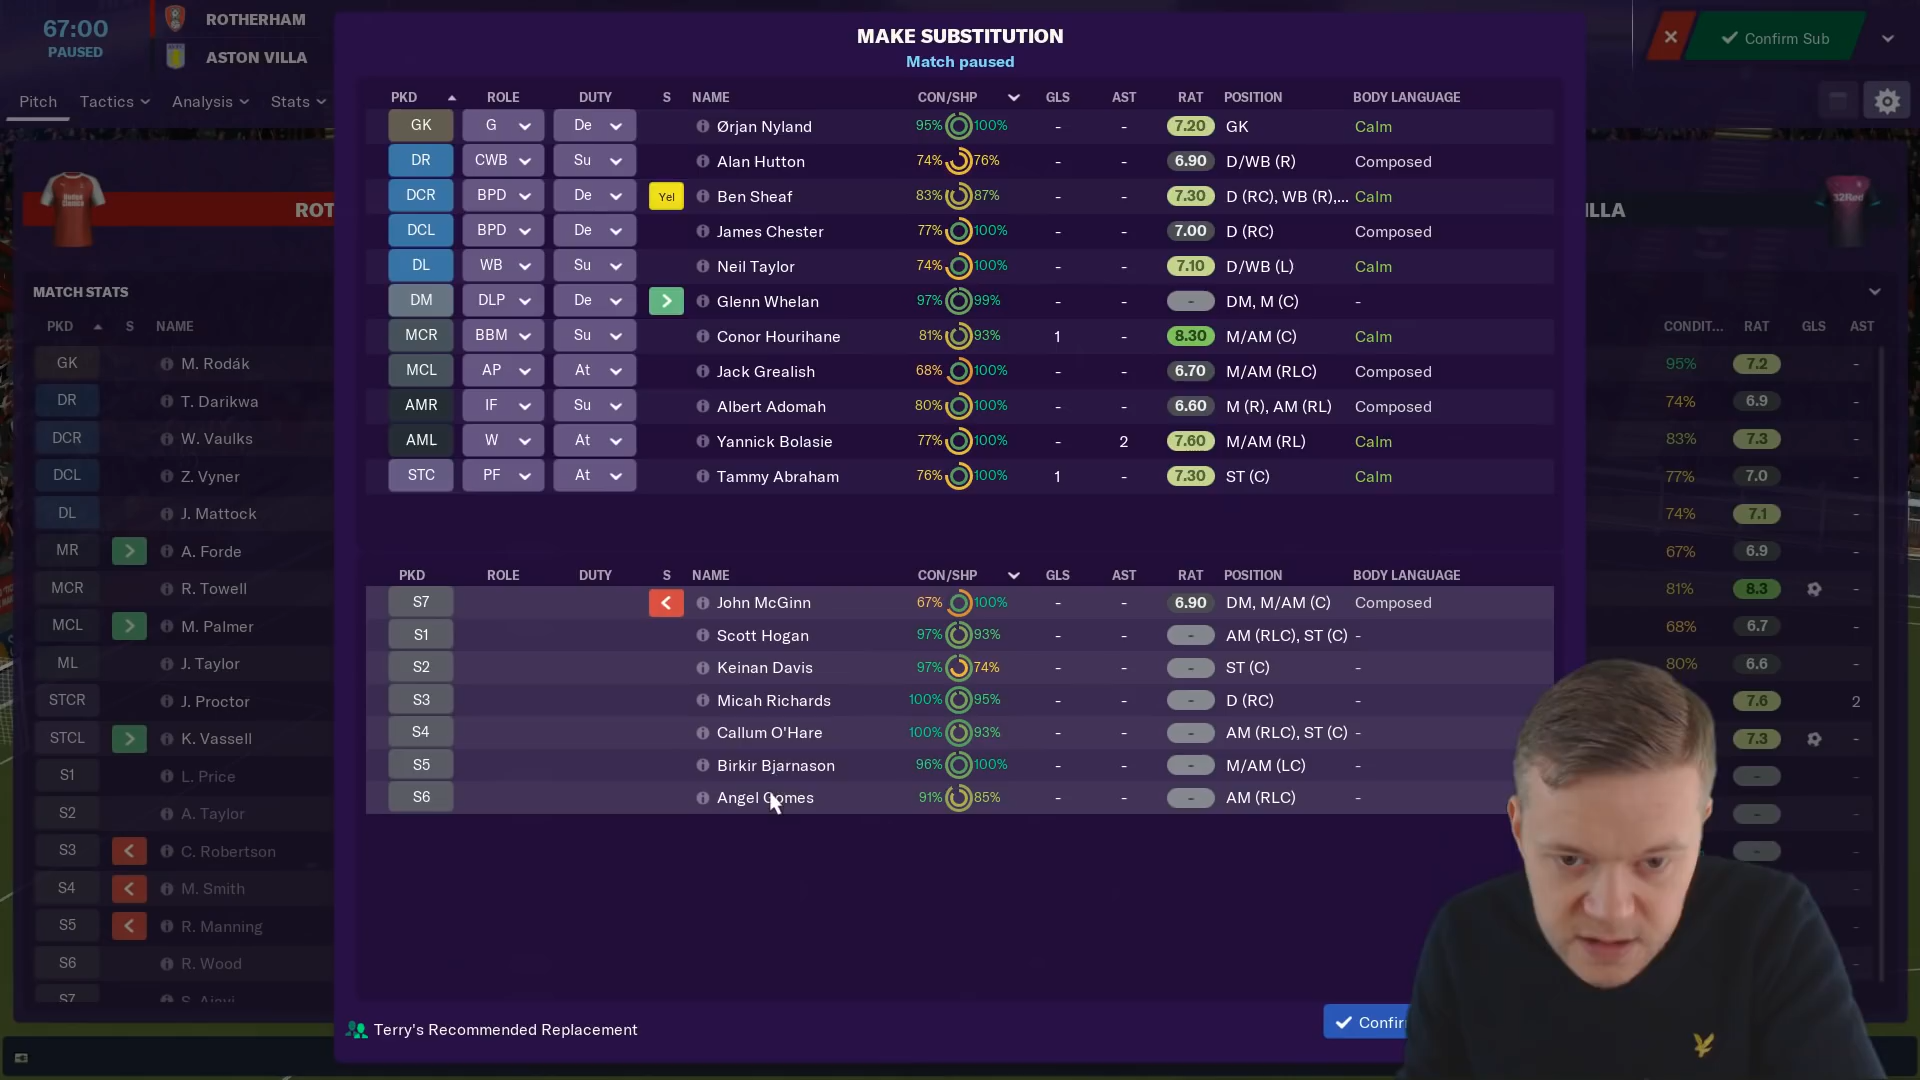 67:00
PAUSED
ROTHERHAM
ASTON VILLA
MAKE SUBSTITUTION
Match paused
Confirm Sub
Pitch Tactics Analysis Stats
PKD ROLE DUTY S NAME CON/SHP GLS AST RAT POSITION BODY LANGUAGE
GK G De Ørjan Nyland 95% 100% - - 7.20 GK Calm
DR CWB Su Alan Hutton 74% 76% - - 6.90 D/WB (R) Composed
DCR BPD De Yel Ben Sheaf 83% 87% - - 7.30 D (RC), WB (R),... Calm
DCL BPD De James Chester 77% 100% - - 7.00 D (RC) Composed
DL WB Su Neil Taylor 74% 100% - - 7.10 D/WB (L) Calm
DM DLP De Glenn Whelan 97% 99% - - - DM, M (C) -
MCR BBM Su Conor Hourihane 81% 93% 1 - 8.30 M/AM (C) Calm
MCL AP At Jack Grealish 68% 100% - - 6.70 M/AM (RLC) Composed
AMR IF Su Albert Adomah 80% 100% - - 6.60 M (R), AM (RL) Composed
AML W At Yannick Bolasie 77% 100% - 2 7.60 M/AM (RL) Calm
STC PF At Tammy Abraham 76% 100% 1 - 7.30 ST (C) Calm
PKD ROLE DUTY S NAME CON/SHP GLS AST RAT POSITION BODY LANGUAGE
S7 John McGinn 67% 100% - - 6.90 DM, M/AM (C) Composed
S1 Scott Hogan 97% 93% - - - AM (RLC), ST (C) -
S2 Keinan Davis 97% 74% - - - ST (C) -
S3 Micah Richards 100% 95% - - - D (RC) -
S4 Callum O'Hare 100% 93% - - - AM (RLC), ST (C) -
S5 Birkir Bjarnason 96% 100% - - - M/AM (LC) -
S6 Angel Gomes 91% 85% - - - AM (RLC) -
Terry's Recommended Replacement
Confir
ROT
MATCH STATS
PKD S NAME
GK M. Rodák
DR T. Darikwa
DCR W. Vaulks
DCL Z. Vyner
DL J. Mattock
MR A. Forde
MCR R. Towell
MCL M. Palmer
ML J. Taylor
STCR J. Proctor
STCL K. Vassell
S1 L. Price
S2 A. Taylor
S3 C. Robertson
S4 M. Smith
S5 R. Manning
S6 R. Wood
S7 S. Ajayi
ILLA
32Red
CONDIT... RAT GLS AST
95% 7.2 -
74% 6.9 -
83% 7.3 -
77% 7.0 -
74% 7.1 -
67% 6.9 -
81% 8.3 -
68% 6.7 -
80% 6.6 -
7.6 2
7.3 -
- -
- -
- -
-
-
-